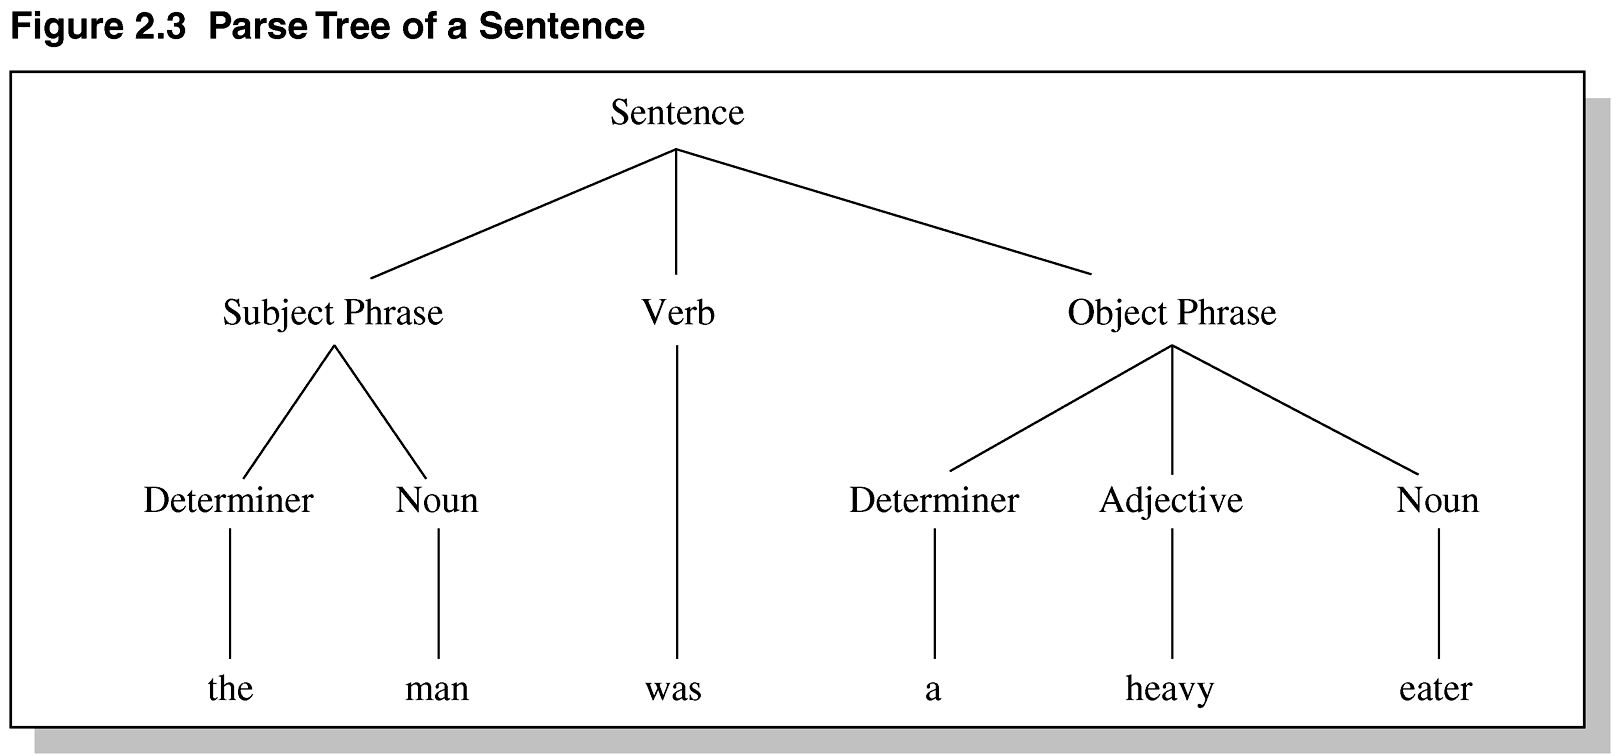 Figure 2.3 Parse Tree of a Sentence
Sentence
Subject Phrase Verb Object Phrase
Determiner Noun Determiner Adjective Noun
the man was a heavy eater